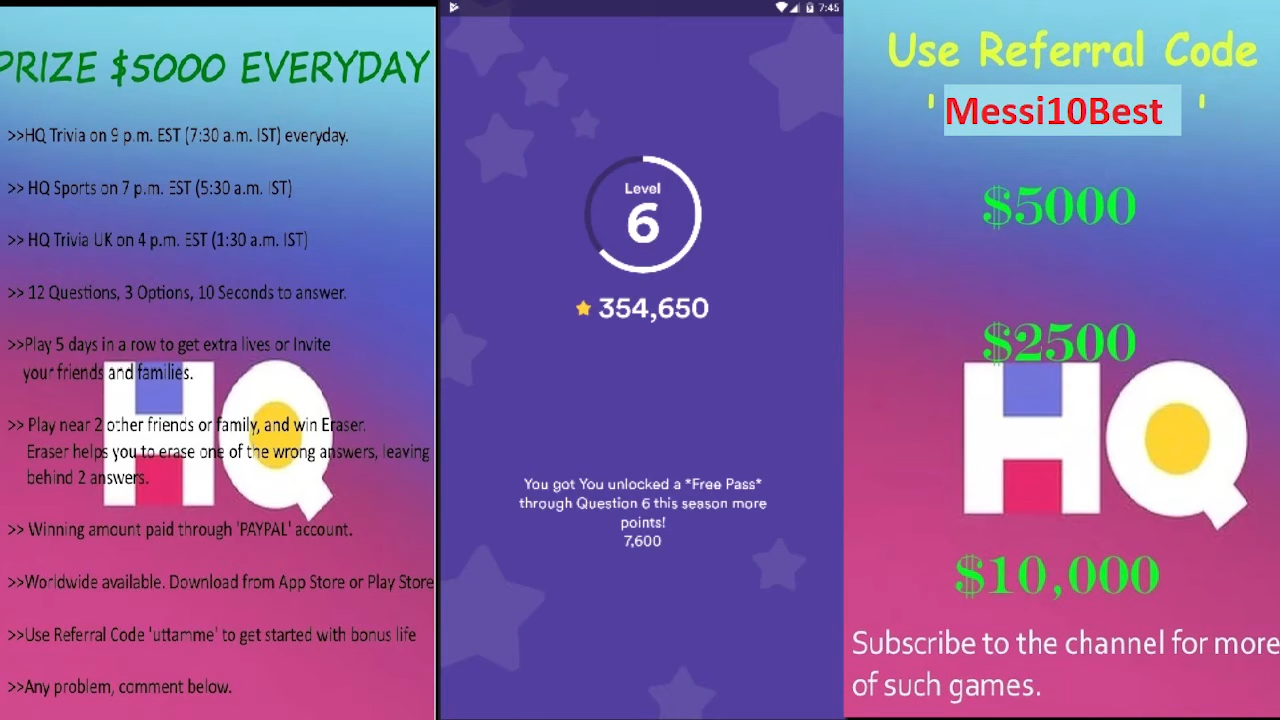 PRIZE $5000 EVERYDAY
>>HQ Trivia on 9 p.m. EST (7:30 a.m. IST) everyday.
>> HQ Sports on 7 p.m. EST (5:30 a.m. IST)
>> HQ Trivia UK on 4 p.m. EST (1:30 a.m. IST)
>> 12 Questions, 3 Options, 10 Seconds to answer.
>>Play 5 days in a row to get extra lives or Invite
your friends and families.
>> Play near 2 other friends or family, and win Eraser.
Eraser helps you to erase one of the wrong answers, leaving
behind 2 answers.
>> Winning amount paid through 'PAYPAL' account.
>>Worldwide available. Download from App Store or Play Store
>>Use Referral Code 'uttamme' to get started with bonus life
>>Any problem, comment below.
HQ
7:45
Level
6
354,650
You got You unlocked a *Free Pass*
through Question 6 this season more
points!
7,600
Use Referral Code
' Messi10Best '
$5000
$2500
HQ
$10,000
Subscribe to the channel for more
of such games.